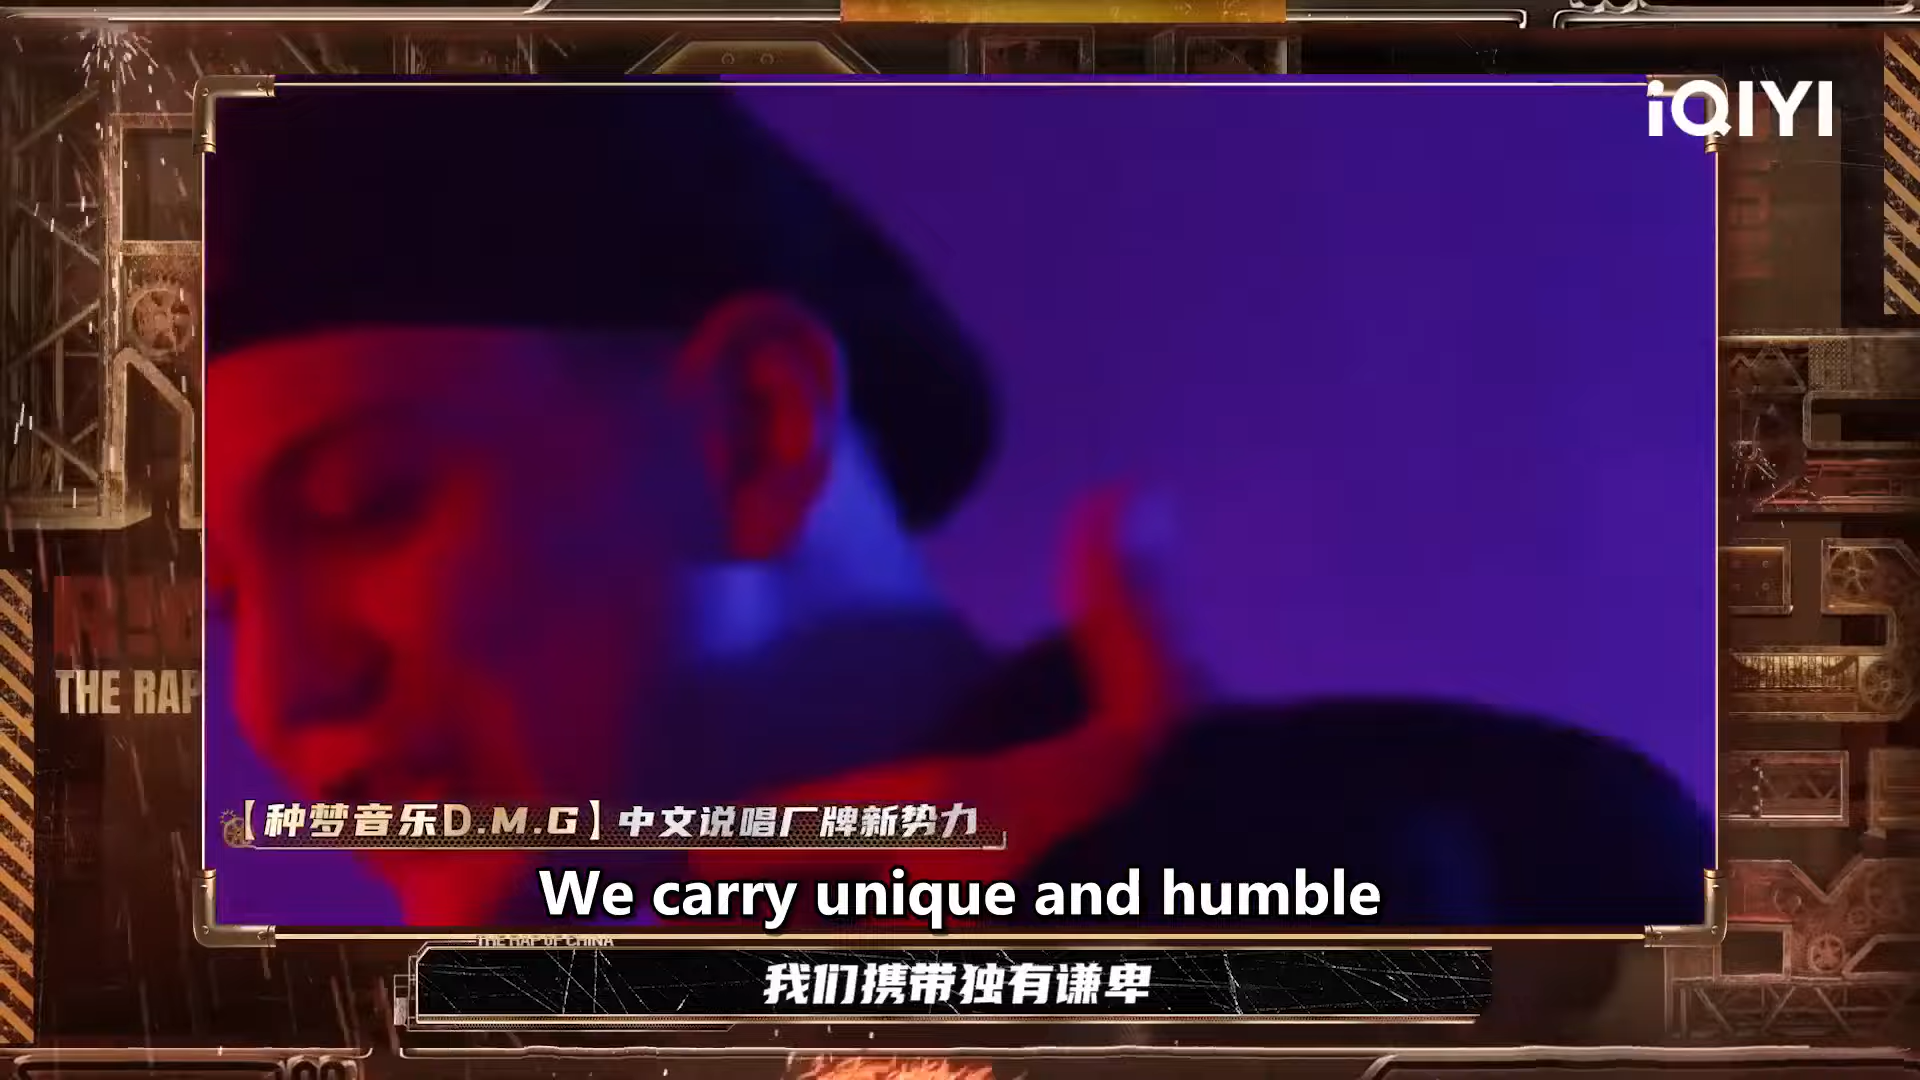 iQIYI
THE RAP
【种梦音乐D.M.G】中文说唱厂牌新势力
We carry unique and humble
THE RAP OF CHINA
我们携带独有谦卑